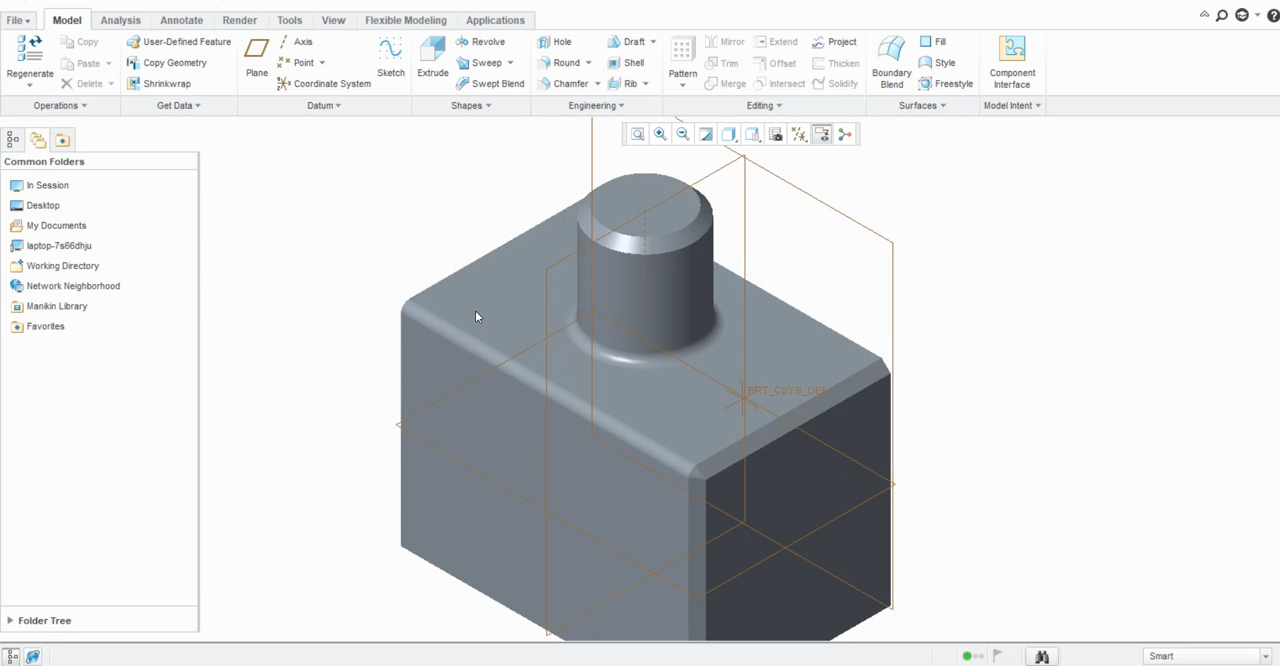 File Model Analysis Annotate Render Tools View Flexible Modeling Applications
Copy User-Defined Feature Axis Revolve Hole Draft Mirror Extend Project Fill
Regenerate Paste Copy Geometry Plane Point Sketch Extrude Sweep Round Shell Pattern Trim Offset Thicken Boundary Blend Style Component Interface
Delete Shrinkwrap Coordinate System Swept Blend Chamfer Rib Merge Intersect Solidify Freestyle
Operations Get Data Datum Shapes Engineering Editing Surfaces Model Intent
Common Folders
In Session
Desktop
My Documents
laptop-7s66dhju
Working Directory
Network Neighborhood
Manikin Library
Favorites
PRT_CSYS_DEF
Folder Tree
Smart